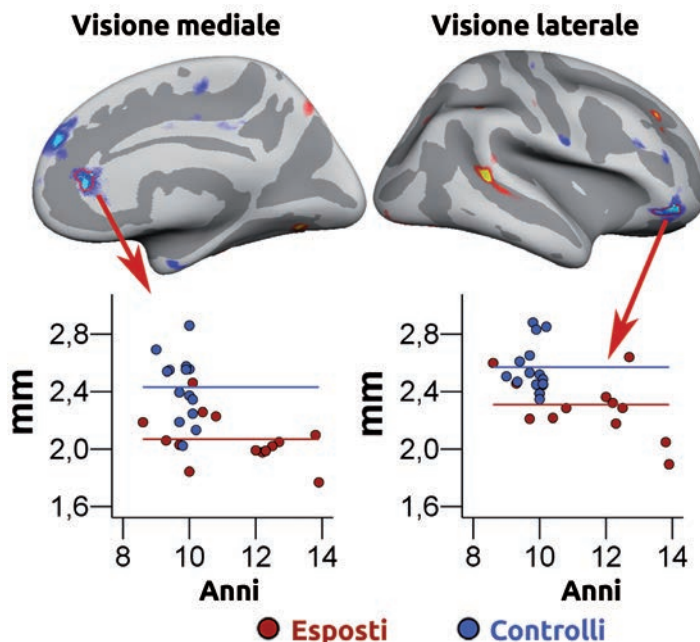 Visione mediale
Visione laterale
mm
2,8
2,4
2,0
1,6
8
10
12
14
Anni
mm
2,8
2,4
2,0
1,6
8
10
12
14
Anni
Esposti
Controlli